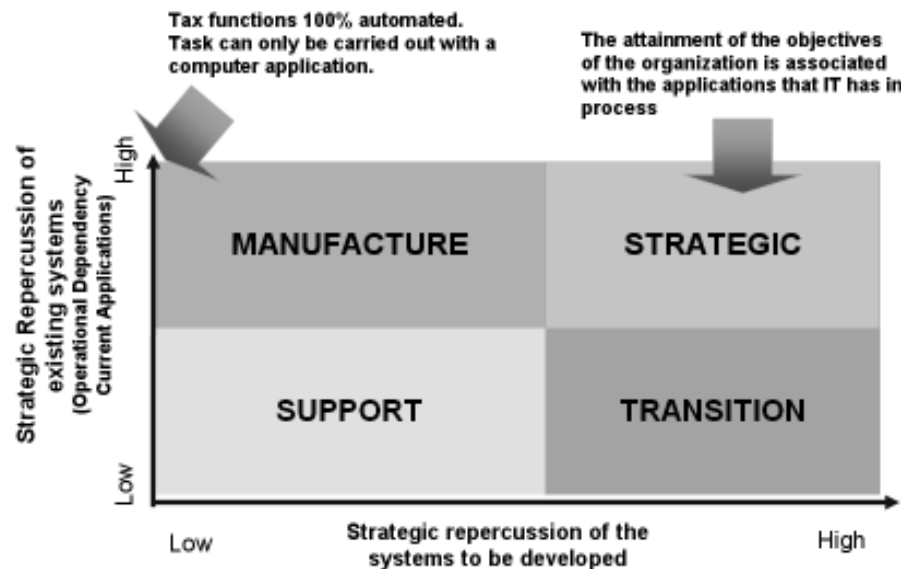 Tax functions 100% automated.
Task can only be carried out with a
computer application.
The attainment of the objectives
of the organization is associated
with the applications that IT has in
process
Strategic Repercussion of
existing systems
(Operational Dependency
Current Applications)
High
Low
MANUFACTURE
STRATEGIC
SUPPORT
TRANSITION
Low
Strategic repercussion of the
systems to be developed
High